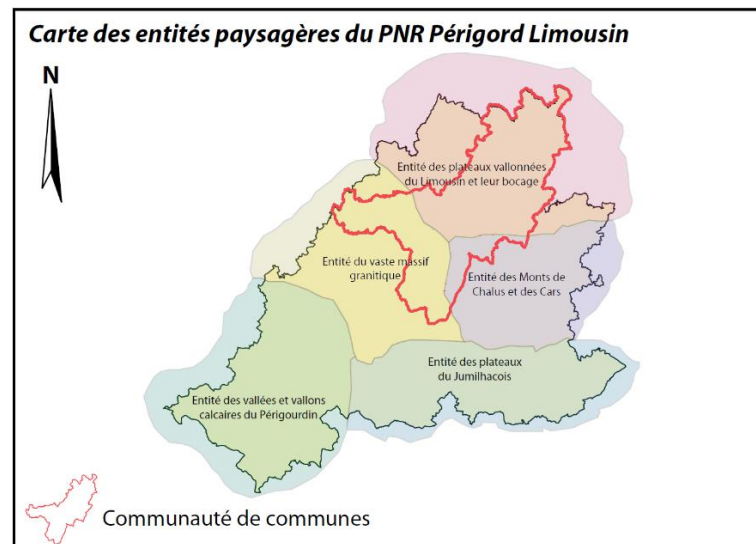 Carte des entités paysagères du PNR Périgord Limousin
N
Entité des plateaux vallonnées
du Limousin et leur bocage
Entité du vaste massif
granitique
Entité des Monts de
Chalus et des Cars
Entité des plateaux
du Jumilhacois
Entité des vallées et vallons
calcaires du Périgourdin
Communauté de communes